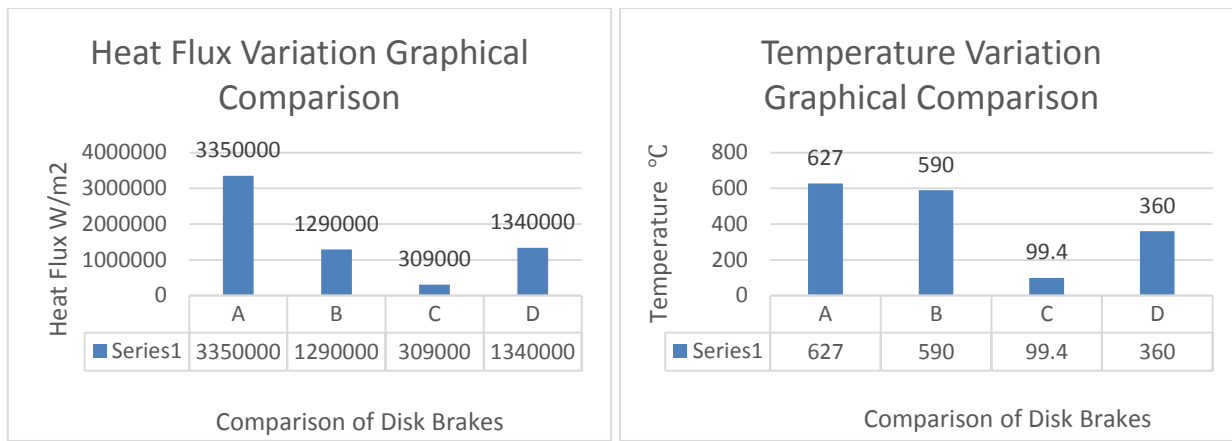 Heat Flux Variation Graphical
Comparison
Heat Flux W/m2
4000000
3000000
2000000
1000000
0
3350000
1290000
309000
1340000
A B C D
Series1 3350000 1290000 309000 1340000
Comparison of Disk Brakes
Temperature Variation
Graphical Comparison
Temperature °C
800
600
400
200
0
627
590
99.4
360
A B C D
Series1 627 590 99.4 360
Comparison of Disk Brakes